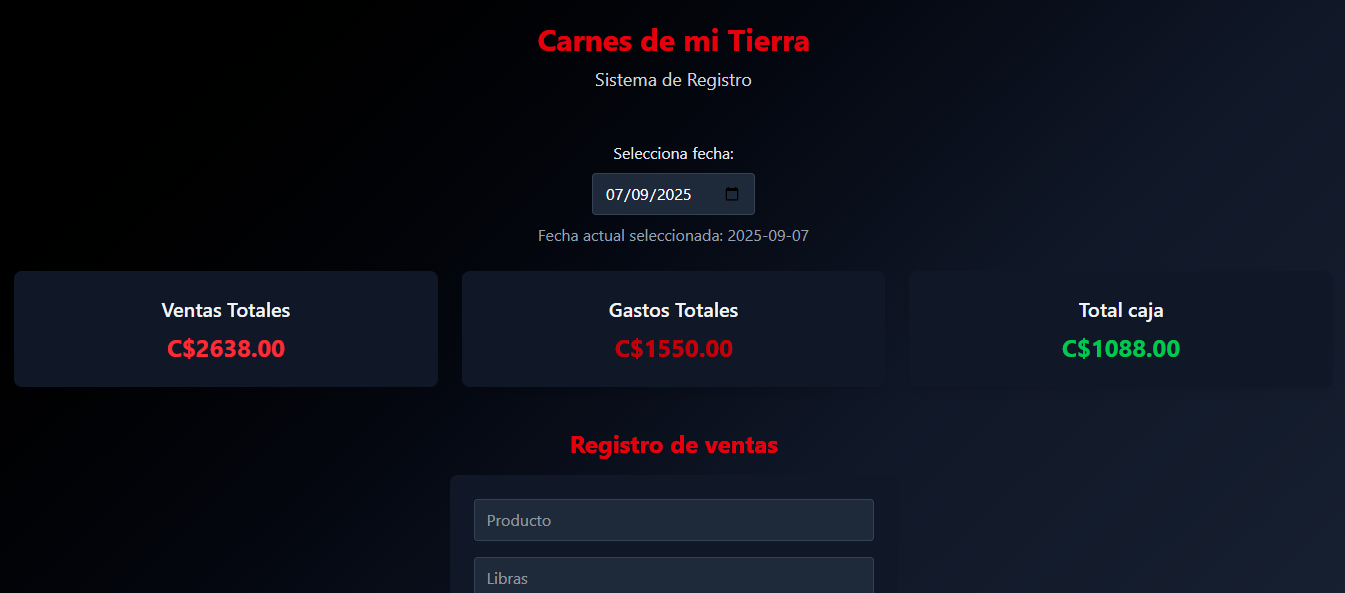 Carnes de mi Tierra
Sistema de Registro
Selecciona fecha:
07/09/2025
Fecha actual seleccionada: 2025-09-07
Ventas Totales
C$2638.00
Gastos Totales
C$1550.00
Total caja
C$1088.00
Registro de ventas
Producto
Libras